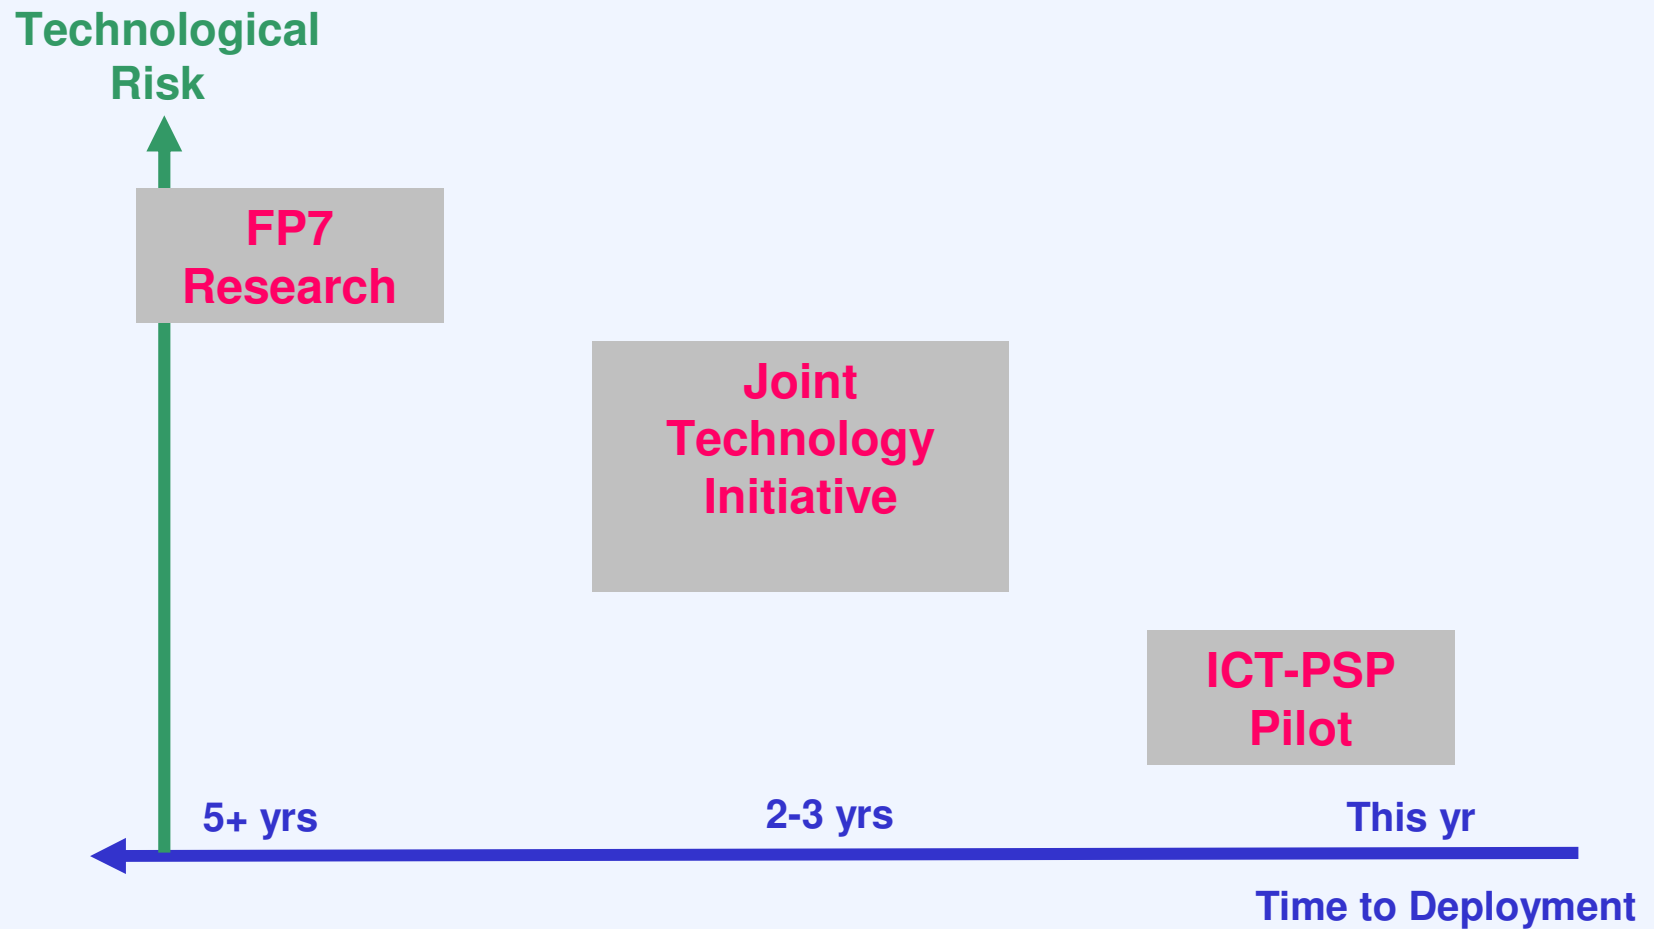 Technological
Risk
FP7
Research
Joint
Technology
Initiative
ICT-PSP
Pilot
5+ yrs
2-3 yrs
This yr
Time to Deployment